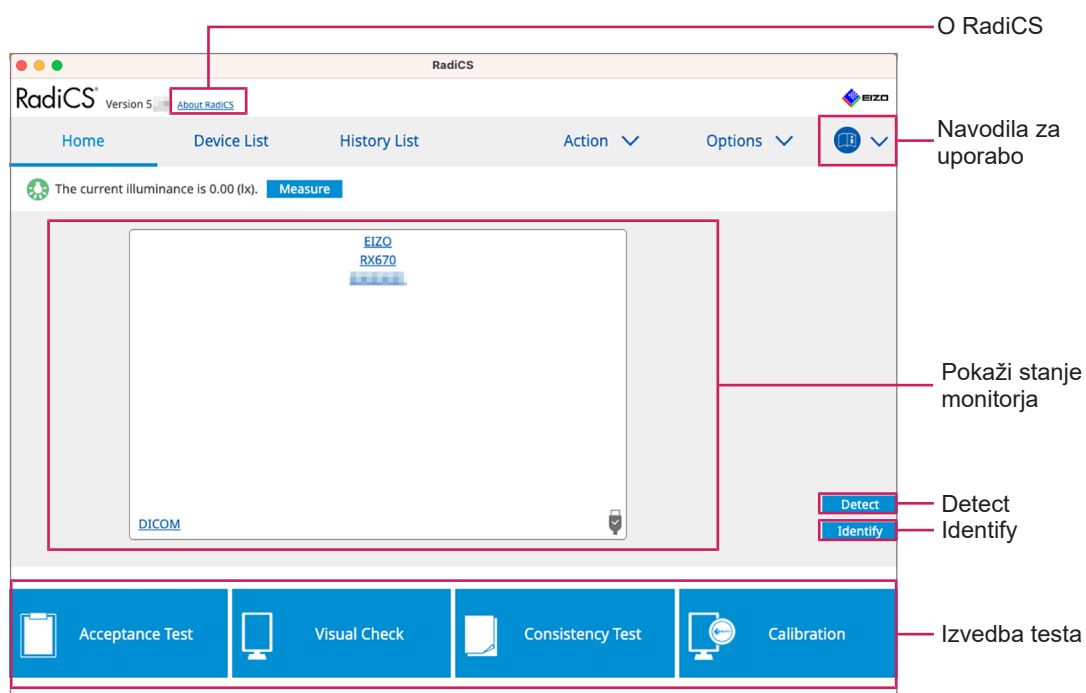 O RadiCS
RadiCS
RadiCS® Version 5. About RadiCS
EIZO
Home Device List History List Action Options
Navodila za
uporabo
The current illuminance is 0.00 (lx). Measure
EIZO
RX670
Pokaži stanje
monitorja
Detect
Detect
DICOM
Identify
Identify
Acceptance Test Visual Check Consistency Test Calibration
Izvedba testa